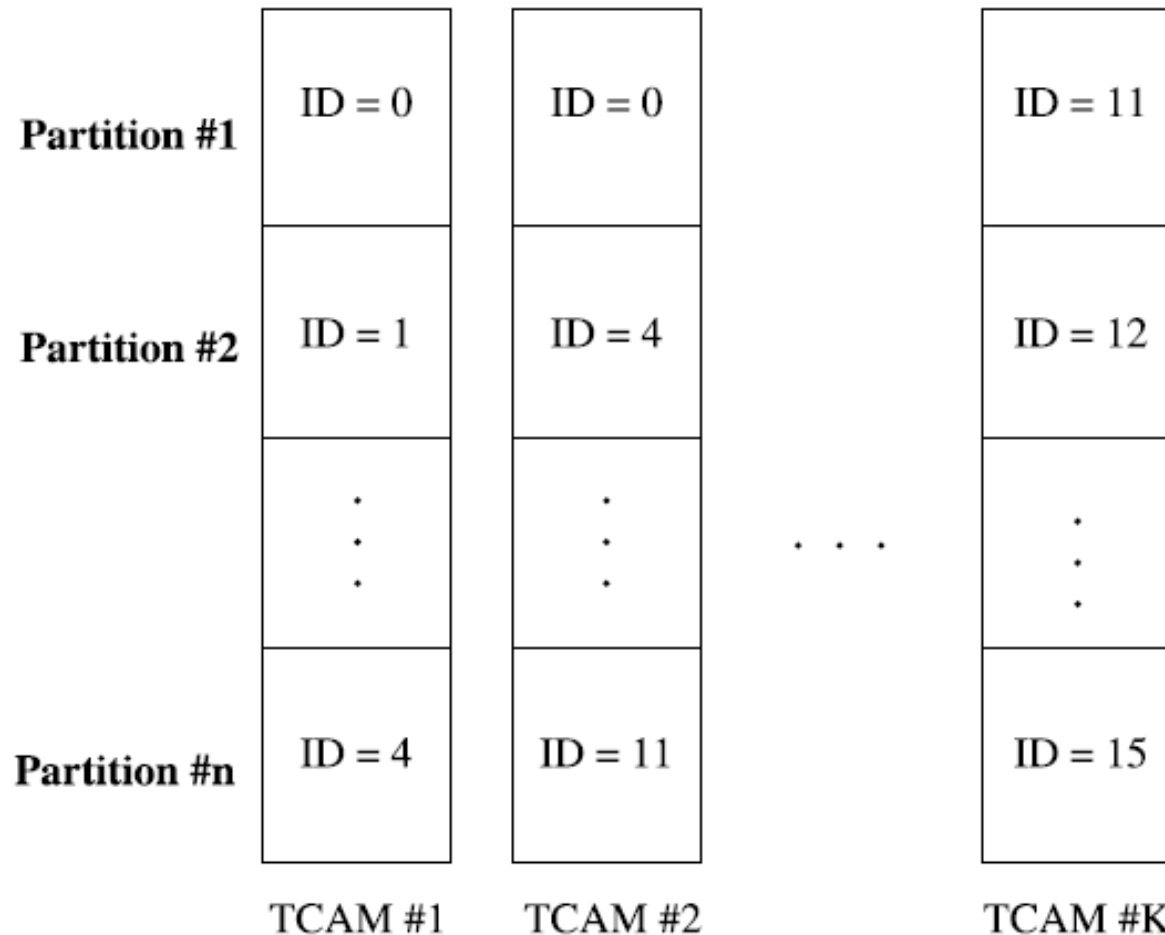 Partition #1
ID = 0
ID = 0
ID = 11
Partition #2
ID = 1
ID = 4
ID = 12
Partition #n
ID = 4
ID = 11
ID = 15
TCAM #1
TCAM #2
TCAM #K